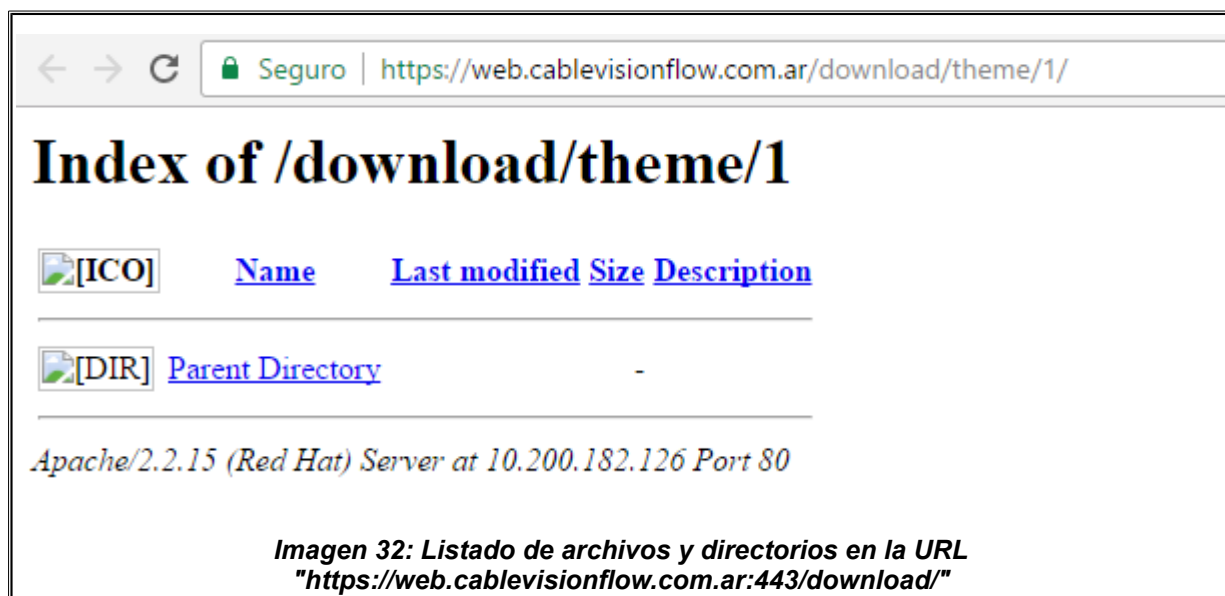 Seguro | https://web.cablevisionflow.com.ar/download/theme/1/
Index of /download/theme/1
[ICO] Name Last modified Size Description
[DIR] Parent Directory -
Apache/2.2.15 (Red Hat) Server at 10.200.182.126 Port 80
Imagen 32: Listado de archivos y directorios en la URL
"https://web.cablevisionflow.com.ar:443/download/"